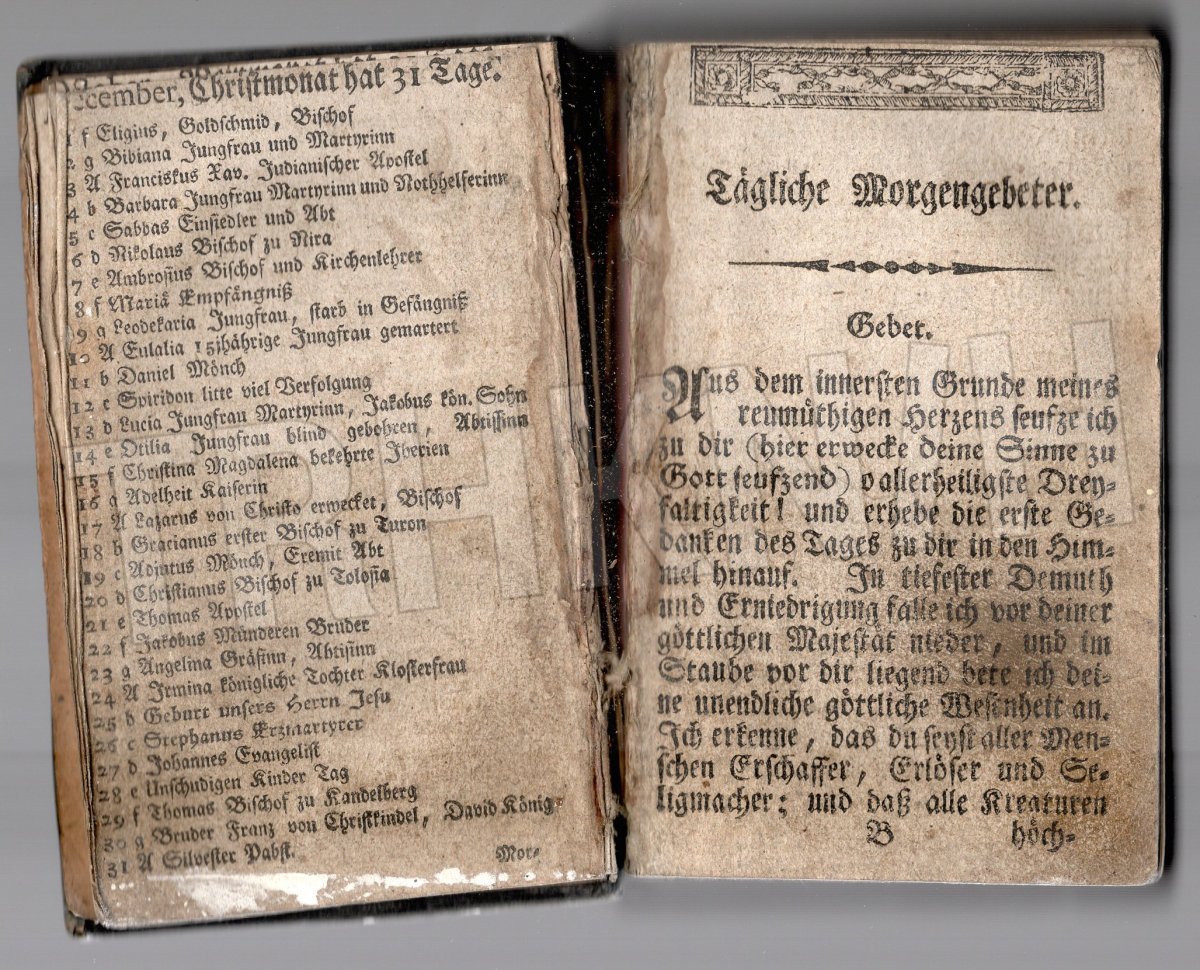 December, Christmonat hat 31 Tage.
1 f Eligius, Goldschmid, Bischof
2 g Bibiana Jungfrau und Martyrinn
3 A Franciskus Xav. Judianischer Apostel
4 b Barbara Jungfrau Martyrinn und Nothhelferinn
5 c Sabbas Einsiedler und Abt
6 d Nikolaus Bischof zu Nira
7 e Ambrosius Bischof und Kirchenlehrer
8 f Mariä Empfängniß
9 g Leodekaria Jungfrau, starb in Gefängniß
10 A Eulalia 15jhährige Jungfrau gemartert
11 b Daniel Mönch
12 c Spiridon litte viel Verfolgung
13 d Lucia Jungfrau Martyrinn, Jakobus kön. Sohn
14 e Otilia Jungfrau blind gebohren, Abtissinn
15 f Christina Magdalena bekehrte Iberien
16 g Adelheit Kaiserin
17 A Lazarus von Christo erwecket, Bischof
18 b Gracianus erster Bischof zu Turon
19 c Adjutus Mönch, Eremit Abt
20 d Christianus Bischof zu Tolosia
21 e Thomas Apostel
22 f Jakobus Münderen Bruder
23 g Angelina Gräfinn, Abtissinn
24 A Irmina königliche Tochter Klosterfrau
25 b Geburt unsers Herrn Jesu
26 c Stephanus Erzmartyrer
27 d Johannes Evangelist
28 e Unschudigen Kinder Tag
29 f Thomas Bischof zu Kandelberg
30 g Bruder Franz von Christkindel, David König
31 A Silvester Pabst.
Mor-
Tägliche Morgengebeter.
Gebet.
Aus dem innersten Grunde meines
reumüthigen Herzens seufze ich
zu dir (hier erwecke deine Sinne zu
Gott seufzend) o allerheiligste Drey-
faltigkeit! und erhebe die erste Ge-
danken des Tages zu dir in den Him-
mel hinauf. In tiefester Demuth
und Erniedrigung falle ich vor deiner
göttlichen Majestät nieder, und im
Staube vor dir liegend bete ich dei-
ne unendliche göttliche Wesenheit an.
Ich erkenne, das du seyst aller Men-
schen Erschaffer, Erlöser und Se-
ligmacher; und daß alle Kreaturen
B höch-